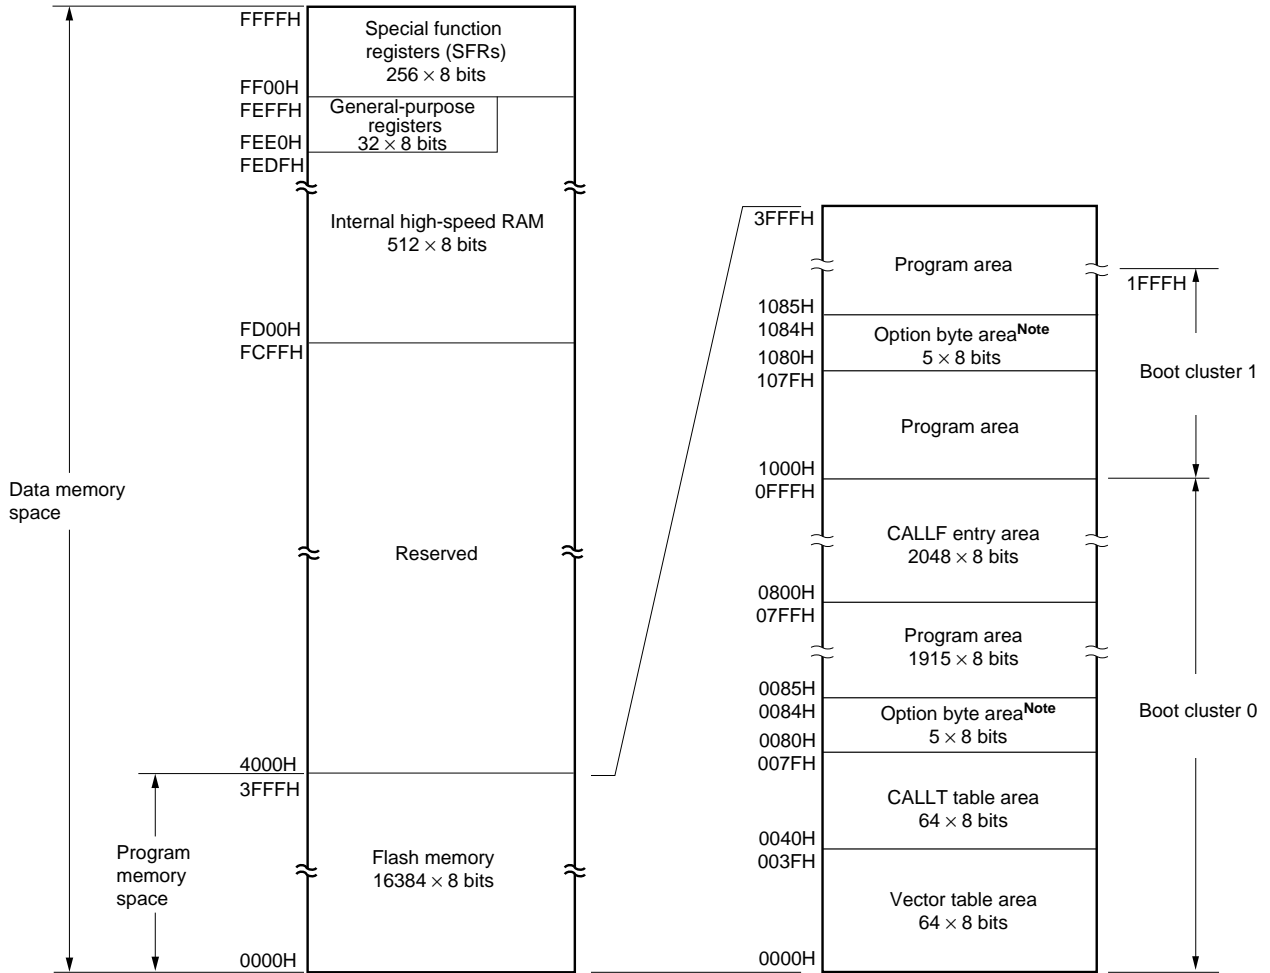 FFFFH
Special function
registers (SFRs)
256 × 8 bits
FF00H
FEFFH
General-purpose
registers
32 × 8 bits
FEE0H
FEDFH
Internal high-speed RAM
512 × 8 bits
FD00H
FCFFH
Data memory
space
Reserved
4000H
3FFFH
Program
memory
space
Flash memory
16384 × 8 bits
0000H
3FFFH
Program area
1FFFH
1085H
1084H
Option byte areaNote
5 × 8 bits
1080H
107FH
Boot cluster 1
Program area
1000H
0FFFH
CALLF entry area
2048 × 8 bits
0800H
07FFH
Program area
1915 × 8 bits
0085H
0084H
Option byte areaNote
5 × 8 bits
Boot cluster 0
0080H
007FH
CALLT table area
64 × 8 bits
0040H
003FH
Vector table area
64 × 8 bits
0000H